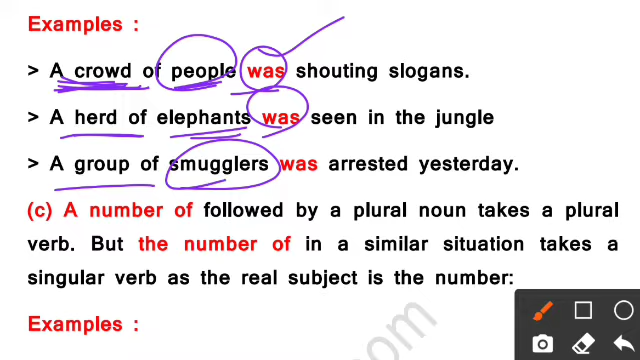 Examples :
> A crowd of people was shouting slogans.
> A herd of elephants was seen in the jungle
> A group of smugglers was arrested yesterday.
(c) A number of followed by a plural noun takes a plural
verb. But the number of in a similar situation takes a
singular verb as the real subject is the number:
Examples :
.com